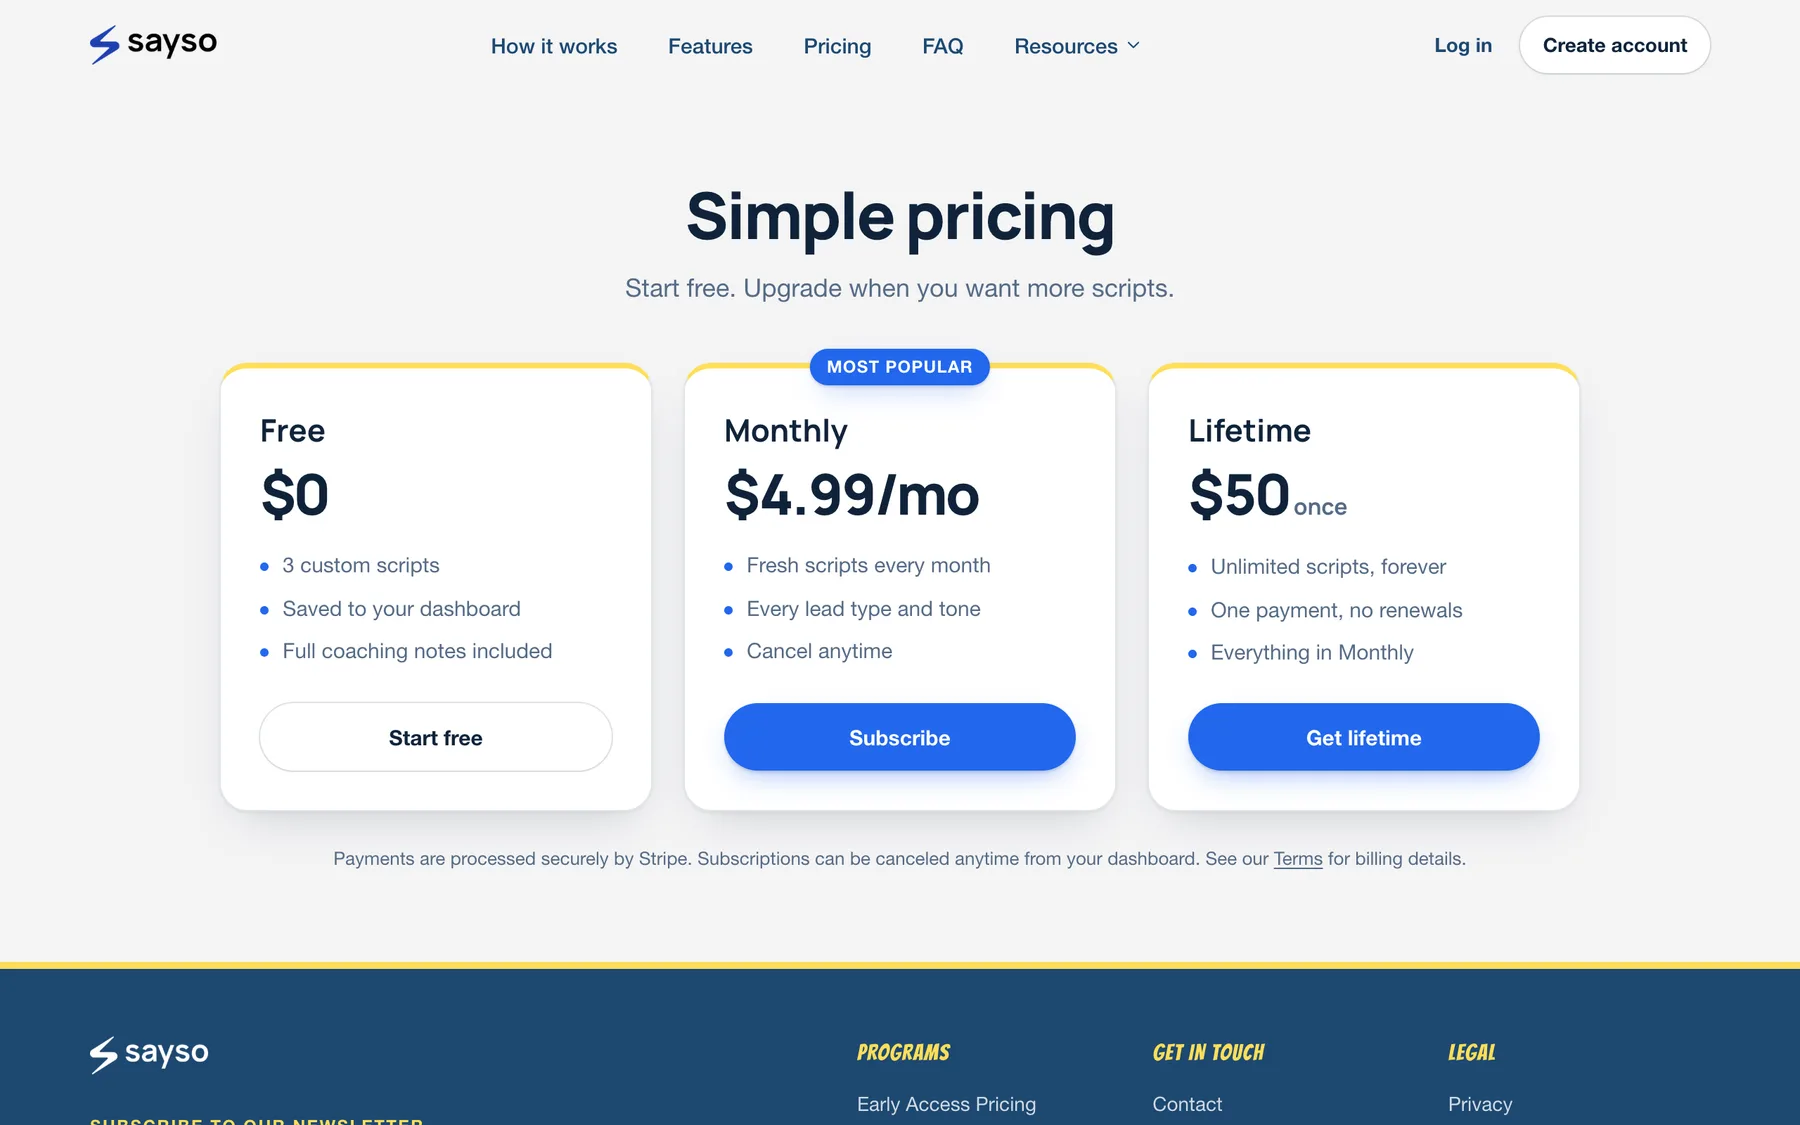 sayso
How it works
Features
Pricing
FAQ
Resources
Log in
Create account
Simple pricing
Start free. Upgrade when you want more scripts.
Free
$0
3 custom scripts
Saved to your dashboard
Full coaching notes included
Start free
MOST POPULAR
Monthly
$4.99/mo
Fresh scripts every month
Every lead type and tone
Cancel anytime
Subscribe
Lifetime
$50 once
Unlimited scripts, forever
One payment, no renewals
Everything in Monthly
Get lifetime
Payments are processed securely by Stripe. Subscriptions can be canceled anytime from your dashboard. See our Terms for billing details.
sayso
SUBSCRIBE TO OUR NEWSLETTER
PROGRAMS
Early Access Pricing
GET IN TOUCH
Contact
LEGAL
Privacy